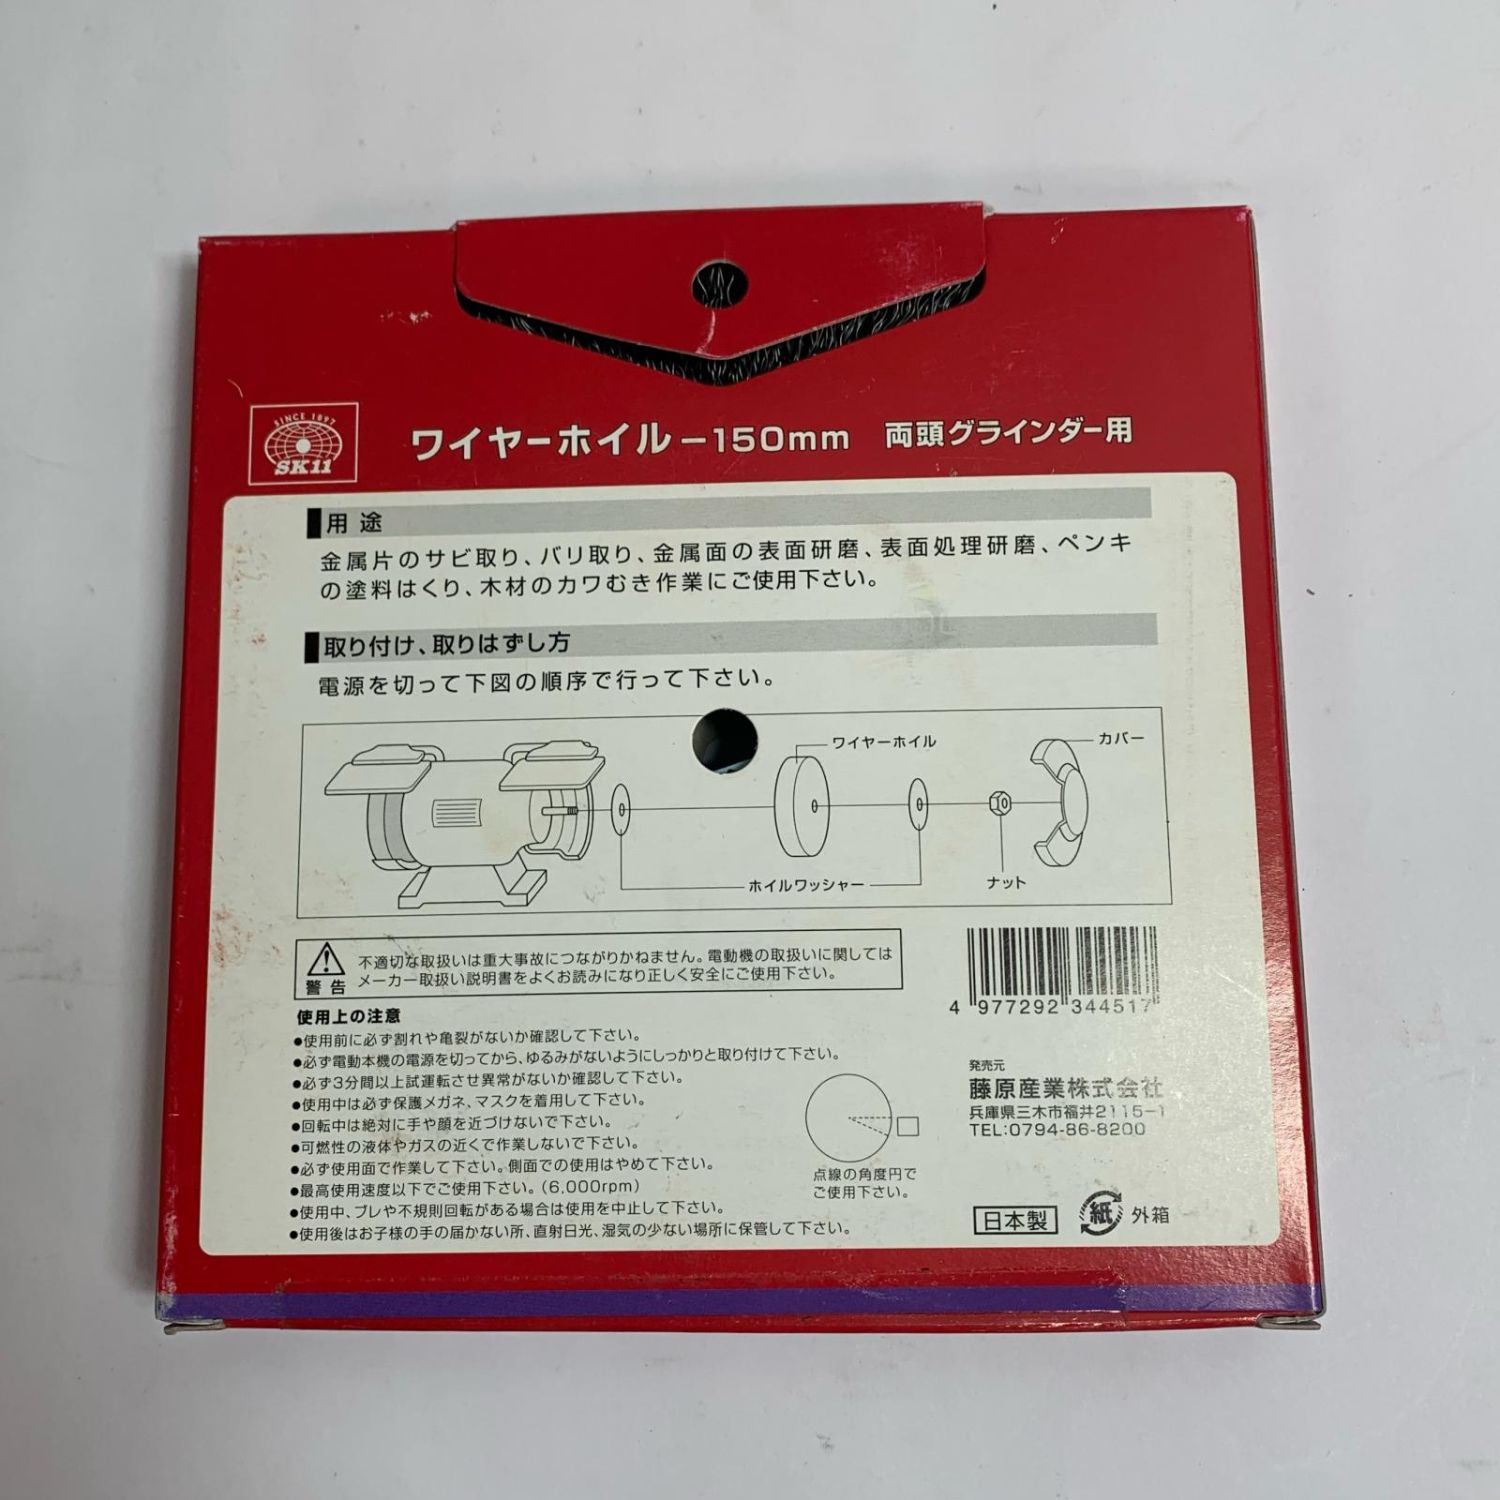 SINCE 1897
SK11
ワイヤーホイル－150mm 両頭グラインダー用
用途
金属片のサビ取り、バリ取り、金属面の表面研磨、表面処理研磨、ペンキ
の塗料はくり、木材のカワむき作業にご使用下さい。
取り付け、取りはずし方
電源を切って下図の順序で行って下さい。
ワイヤーホイル
カバー
ホイルワッシャー
ナット
警告
不適切な取扱いは重大事故につながりかねません。電動機の取扱いに関しては
メーカー取扱い説明書をよくお読みになり正しく安全にご使用下さい。
使用上の注意
●使用前に必ず割れや亀裂がないか確認して下さい。
●必ず電動本機の電源を切ってから、ゆるみがないようにしっかりと取り付けて下さい。
●必ず3分間以上試運転させ異常がないか確認して下さい。
●使用中は必ず保護メガネ、マスクを着用して下さい。
●回転中は絶対に手や顔を近づけないで下さい。
●可燃性の液体やガスの近くで作業しないで下さい。
●必ず使用面で作業して下さい。側面での使用はやめて下さい。
●最高使用速度以下でご使用下さい。(6,000rpm)
●使用中、ブレや不規則回転がある場合は使用を中止して下さい。
●使用後はお子様の手の届かない所、直射日光、湿気の少ない場所に保管して下さい。
点線の角度円で
ご使用下さい。
4 977292 344517
発売元
藤原産業株式会社
兵庫県三木市福井2115－1
TEL:0794-86-8200
日本製
紙 外箱